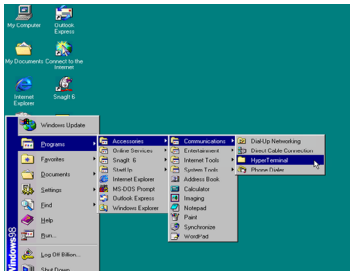 My Computer
Outlook
Express
My Documents
Connect to the
Internet
Internet
Explorer
SnagIt 6
Windows98
Windows Update
Programs
Favorites
Documents
Settings
Find
Help
Run...
Log Off Billion...
Shut Down...
Accessories
Online Services
SnagIt 6
StartUp
Internet Explorer
MS-DOS Prompt
Outlook Express
Windows Explorer
Communications
Entertainment
Internet Tools
System Tools
Address Book
Calculator
Imaging
Notepad
Paint
Synchronize
WordPad
Dial-Up Networking
Direct Cable Connection
HyperTerminal
Phone Dialer